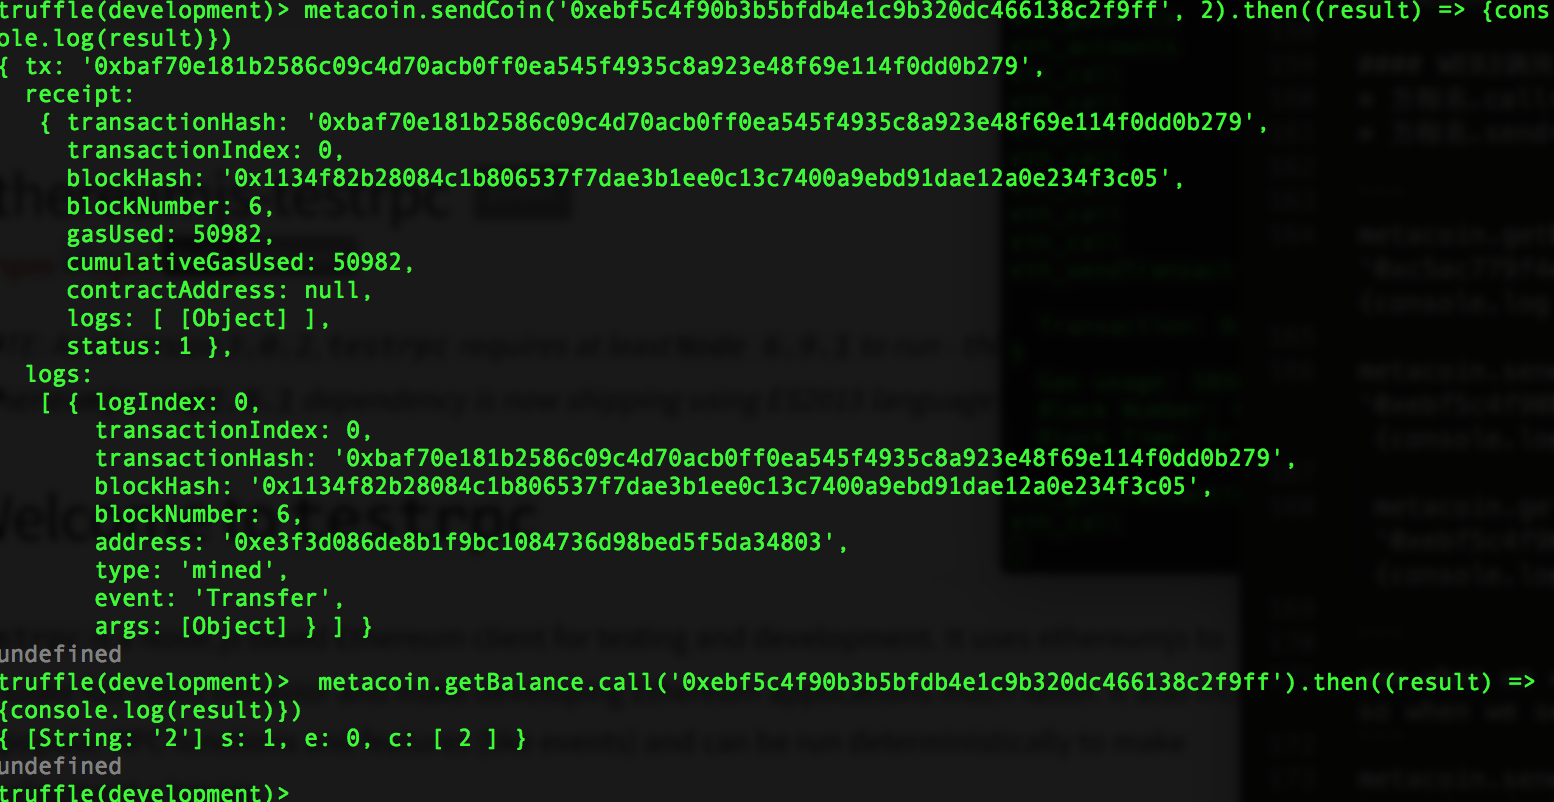 truffle(development)> metacoin.sendCoin('0xebf5c4f90b3b5bfdb4e1c9b320dc466138c2f9ff', 2).then((result) => {cons
ole.log(result)})
{ tx: '0xbaf70e181b2586c09c4d70acb0ff0ea545f4935c8a923e48f69e114f0dd0b279',
receipt:
{ transactionHash: '0xbaf70e181b2586c09c4d70acb0ff0ea545f4935c8a923e48f69e114f0dd0b279',
transactionIndex: 0,
blockHash: '0x1134f82b28084c1b806537f7dae3b1ee0c13c7400a9ebd91dae12a0e234f3c05',
blockNumber: 6,
gasUsed: 50982,
cumulativeGasUsed: 50982,
contractAddress: null,
logs: [ [Object] ],
status: 1 },
logs:
[ { logIndex: 0,
transactionIndex: 0,
transactionHash: '0xbaf70e181b2586c09c4d70acb0ff0ea545f4935c8a923e48f69e114f0dd0b279',
blockHash: '0x1134f82b28084c1b806537f7dae3b1ee0c13c7400a9ebd91dae12a0e234f3c05',
blockNumber: 6,
address: '0xe3f3d086de8b1f9bc1084736d98bed5f5da34803',
type: 'mined',
event: 'Transfer',
args: [Object] } ] }
undefined
truffle(development)>  metacoin.getBalance.call('0xebf5c4f90b3b5bfdb4e1c9b320dc466138c2f9ff').then((result) =>
{console.log(result)})
{ [String: '2'] s: 1, e: 0, c: [ 2 ] }
undefined
truffle(development)>